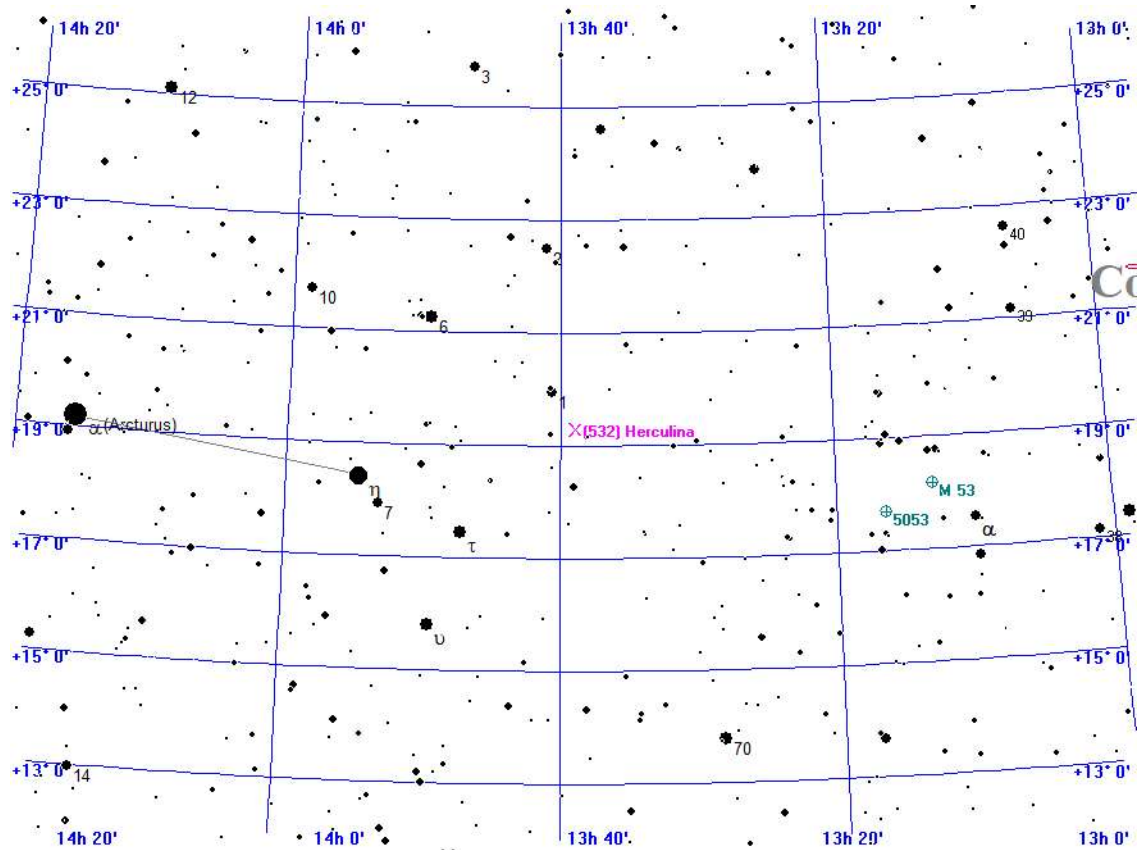 14h 20'
14h 0'
13h 40'
13h 20'
13h 0'
3
12
+25° 0'
+25° 0'
+23° 0'
+23° 0'
40
2
Co
10
39
6
+21° 0'
+21° 0'
1
α (Arcturus)
(532) Herculina
+19° 0'
+19° 0'
η
M 53
7
5053
α
38
τ
+17° 0'
+17° 0'
υ
+15° 0'
+15° 0'
70
14
+13° 0'
+13° 0'
14h 20'
14h 0'
13h 40'
13h 20'
13h 0'